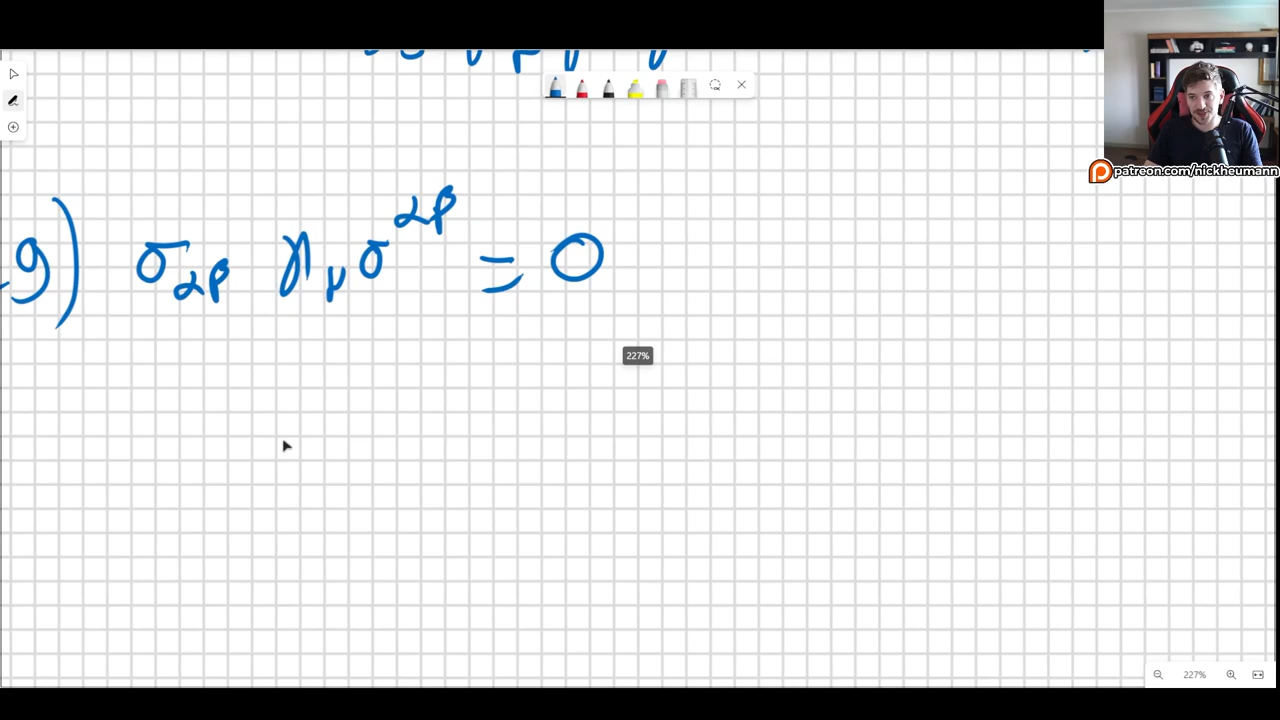 patreon.com/nickheumann
9) σ_{αβ} γ_μ σ^{αβ} = 0
227%
227%